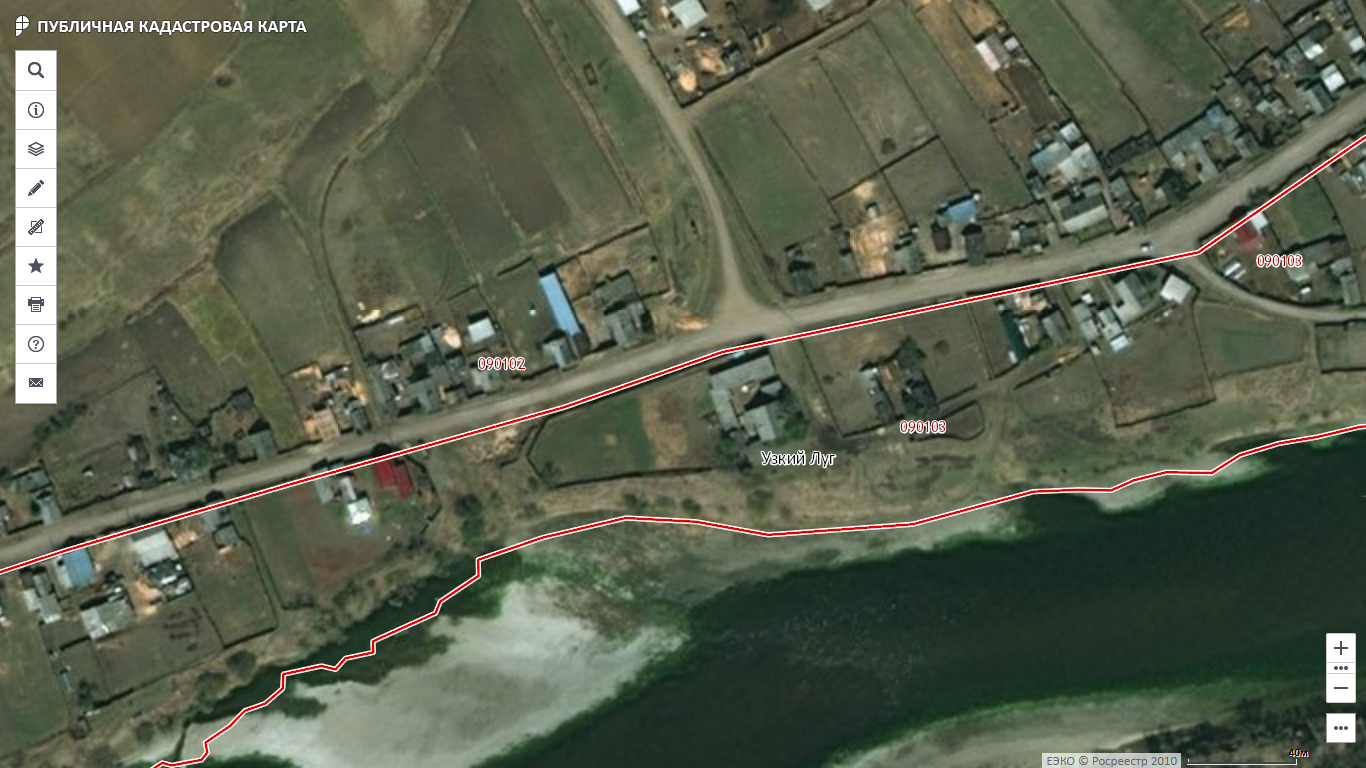 ПУБЛИЧНАЯ КАДАСТРОВАЯ КАРТА
090103
090102
090103
Узкий Луг
40м
ЕЭКО © Росреестр 2010